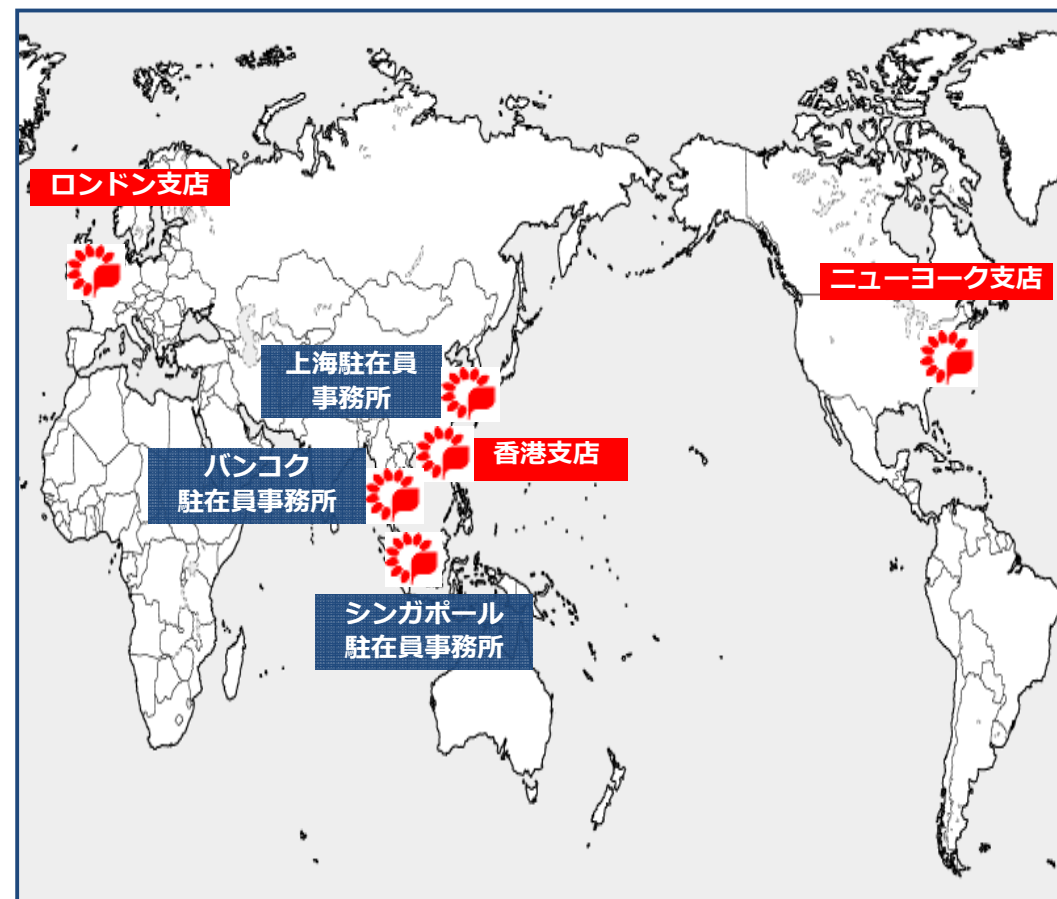 ロンドン支店
ニューヨーク支店
上海駐在員
事務所
香港支店
バンコク
駐在員事務所
シンガポール
駐在員事務所